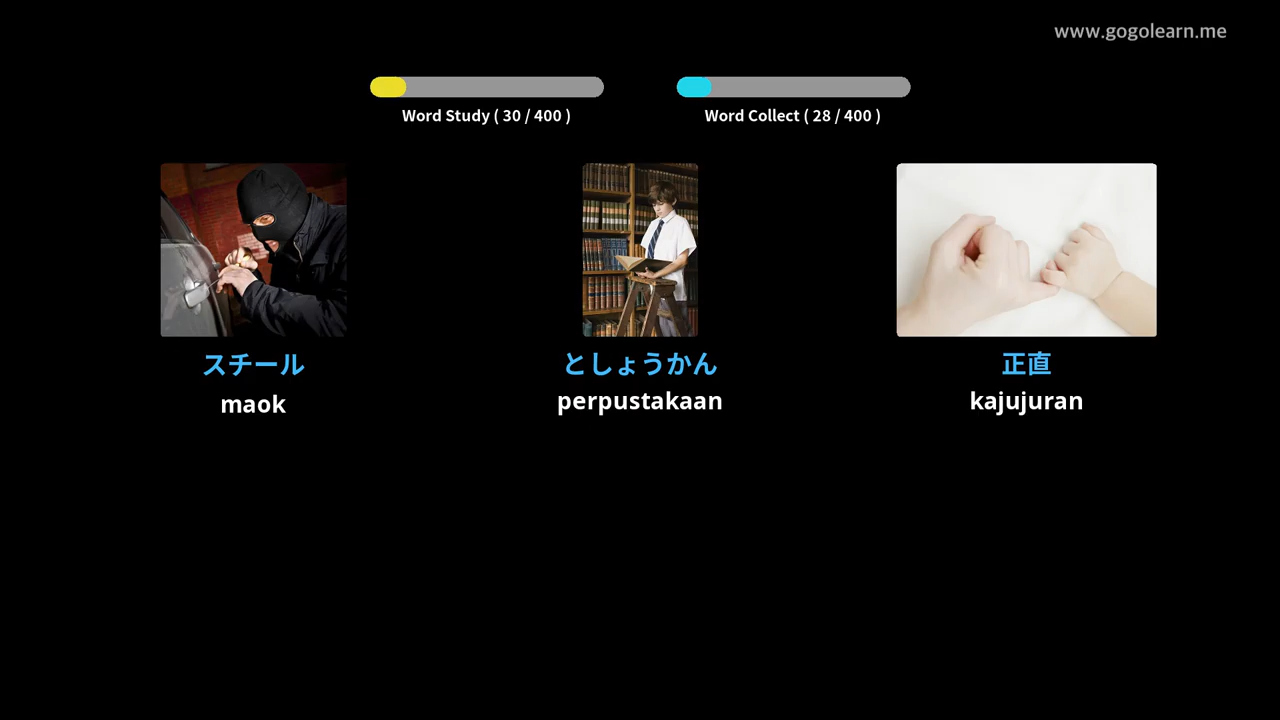 www.gogolearn.me
Word Study ( 30 / 400 )
Word Collect ( 28 / 400 )
スチール
としょうかん
正直
maok
perpustakaan
kajujuran